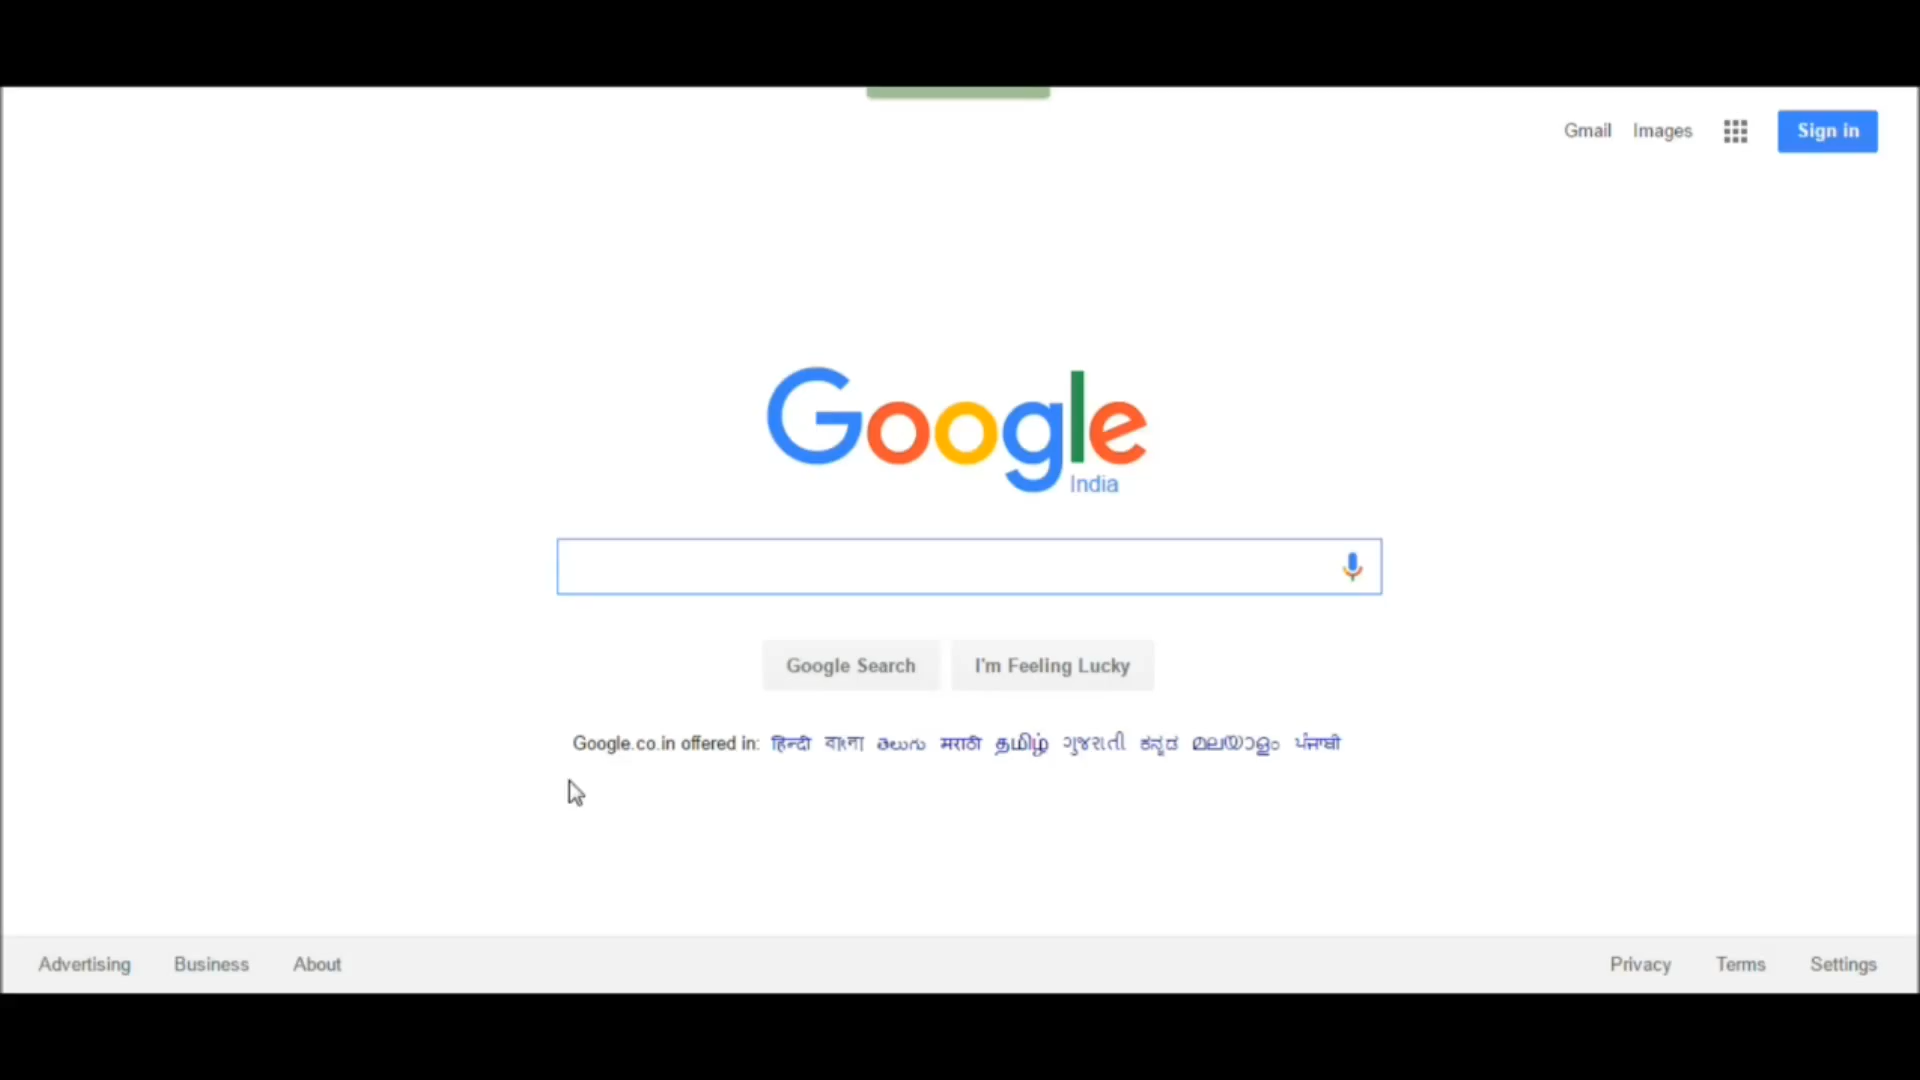 Gmail Images Sign in
Google
India
Google Search I'm Feeling Lucky
Google.co.in offered in: हिन्दी বাংলা తెలుగు मराठी தமிழ் ગુજરાતી ಕನ್ನಡ മലയാളം ਪੰਜਾਬੀ
Advertising Business About Privacy Terms Settings